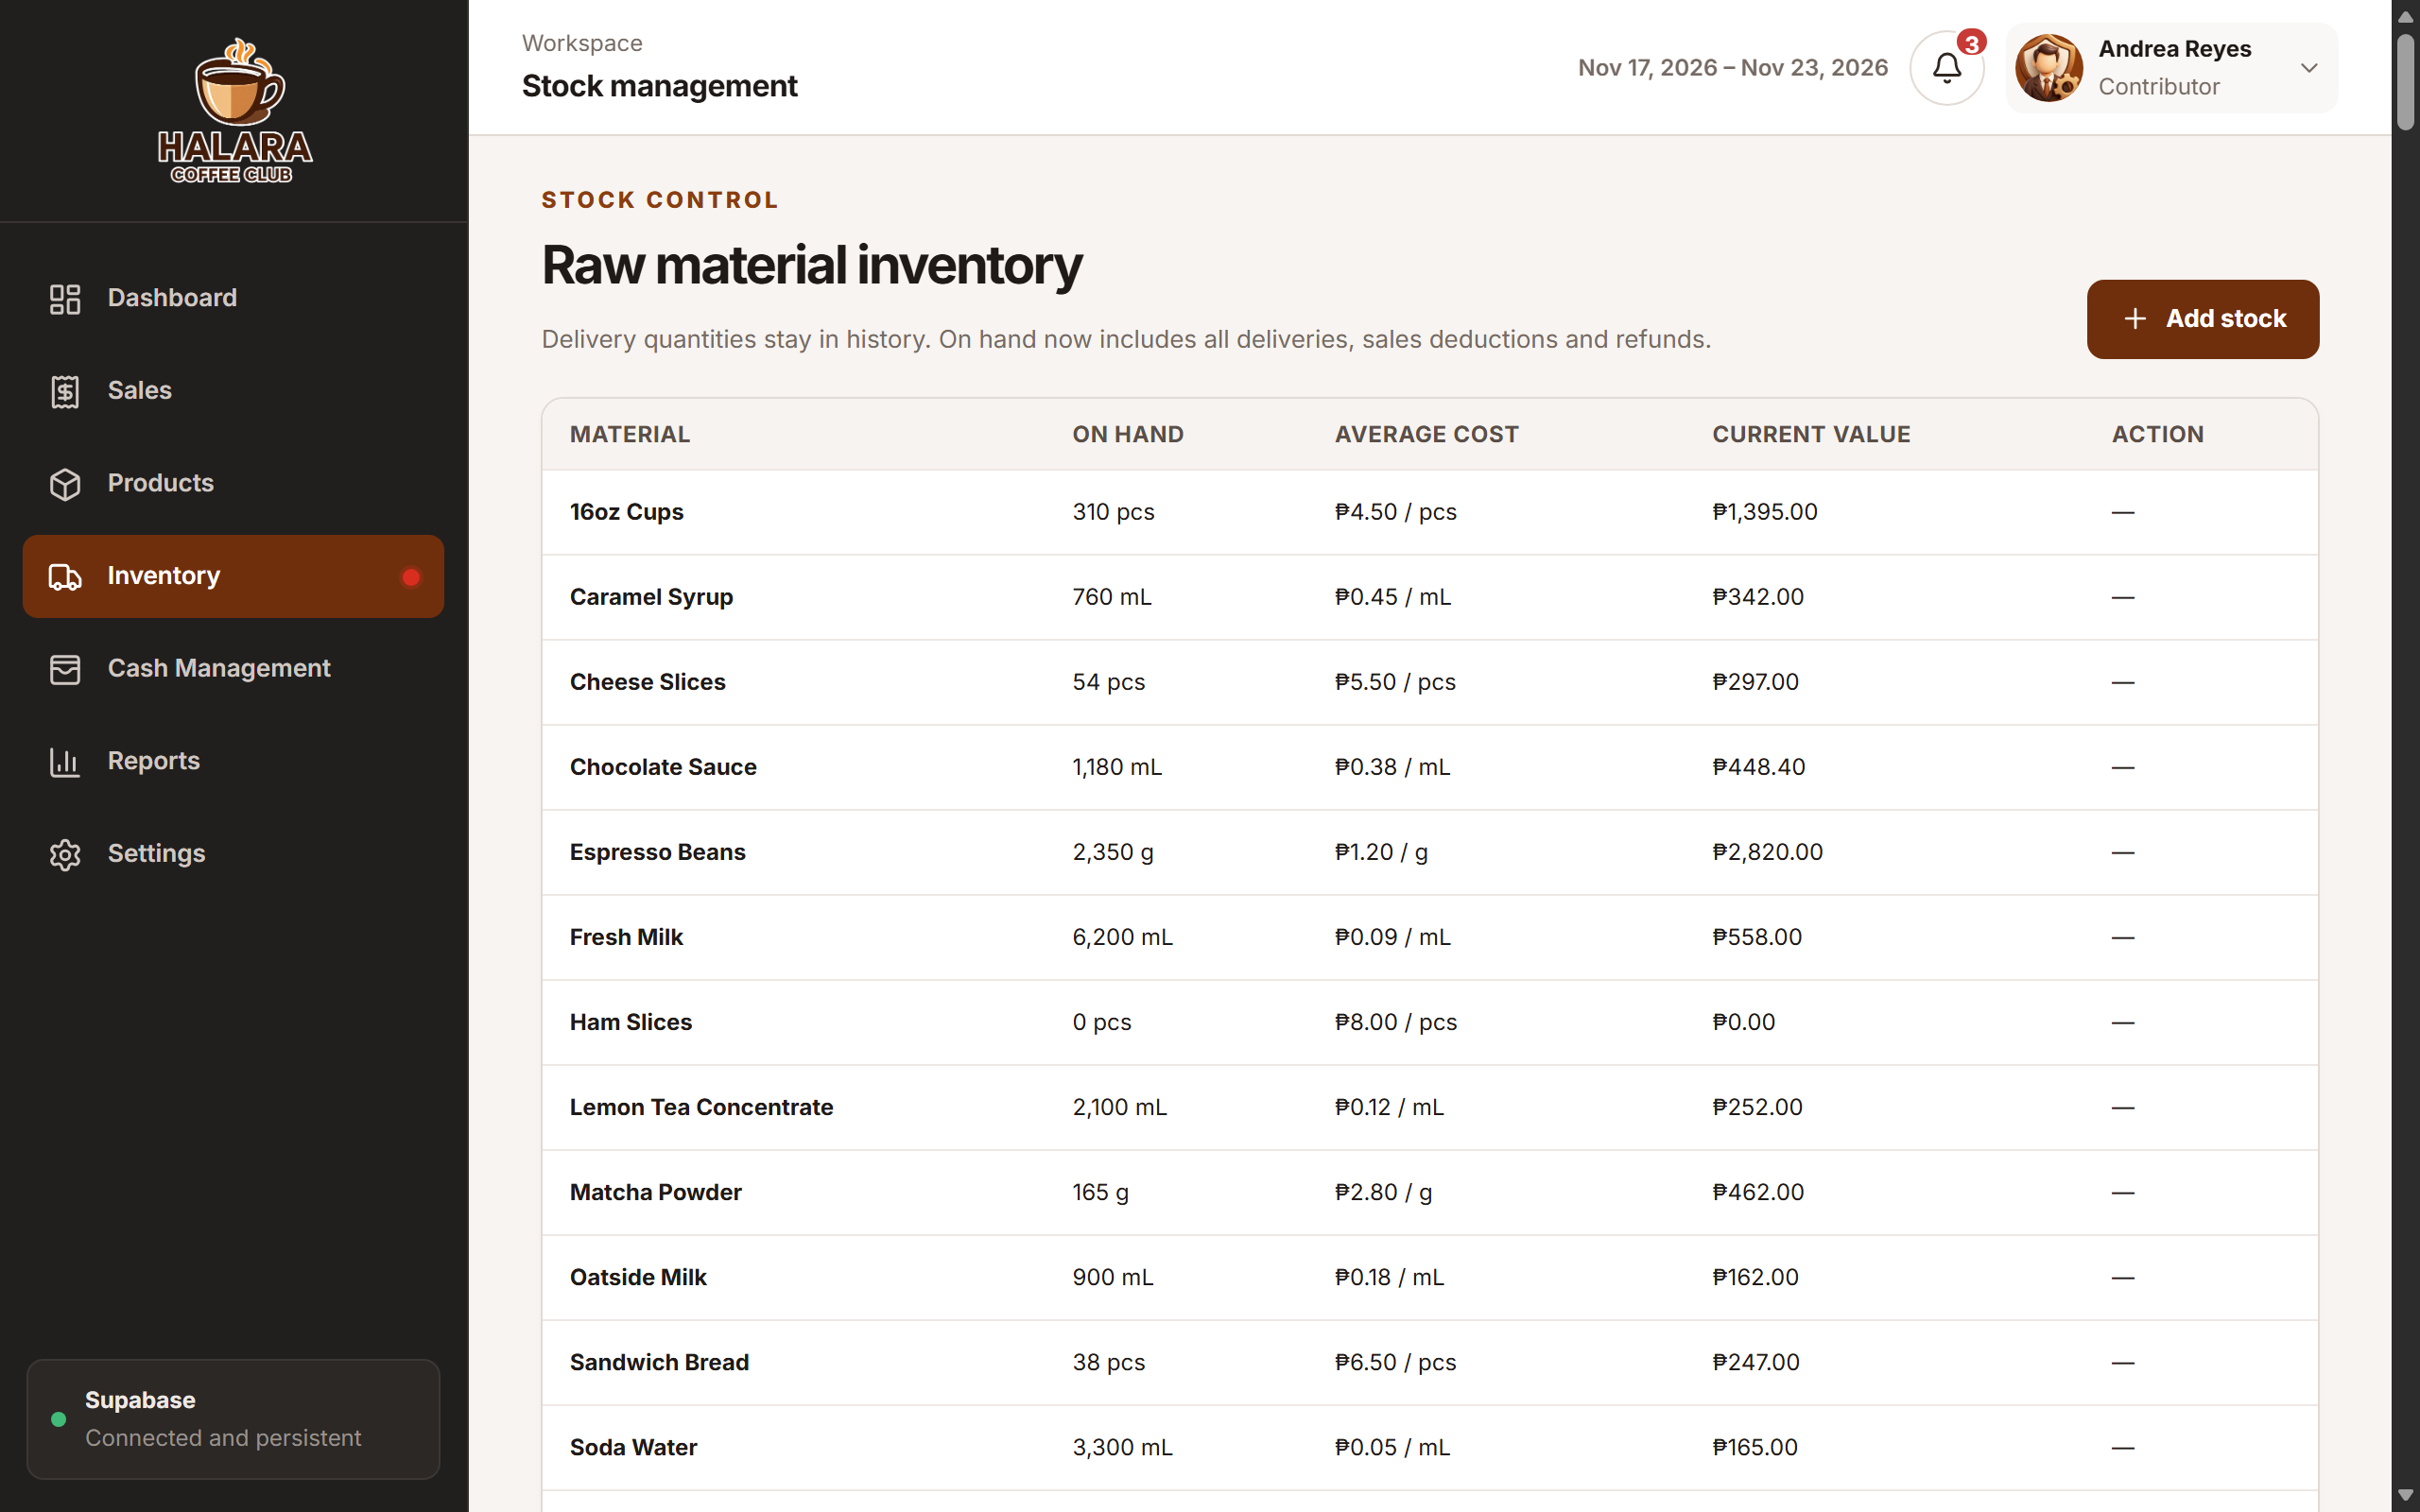 HALARA
COFFEE CLUB
Dashboard
Sales
Products
Inventory
Cash Management
Reports
Settings
Supabase
Connected and persistent
Workspace
Stock management
Nov 17, 2026 – Nov 23, 2026
3
Andrea Reyes
Contributor
STOCK CONTROL
Raw material inventory
Delivery quantities stay in history. On hand now includes all deliveries, sales deductions and refunds.
+ Add stock
MATERIAL ON HAND AVERAGE COST CURRENT VALUE ACTION
16oz Cups 310 pcs ₱4.50 / pcs ₱1,395.00 —
Caramel Syrup 760 mL ₱0.45 / mL ₱342.00 —
Cheese Slices 54 pcs ₱5.50 / pcs ₱297.00 —
Chocolate Sauce 1,180 mL ₱0.38 / mL ₱448.40 —
Espresso Beans 2,350 g ₱1.20 / g ₱2,820.00 —
Fresh Milk 6,200 mL ₱0.09 / mL ₱558.00 —
Ham Slices 0 pcs ₱8.00 / pcs ₱0.00 —
Lemon Tea Concentrate 2,100 mL ₱0.12 / mL ₱252.00 —
Matcha Powder 165 g ₱2.80 / g ₱462.00 —
Oatside Milk 900 mL ₱0.18 / mL ₱162.00 —
Sandwich Bread 38 pcs ₱6.50 / pcs ₱247.00 —
Soda Water 3,300 mL ₱0.05 / mL ₱165.00 —